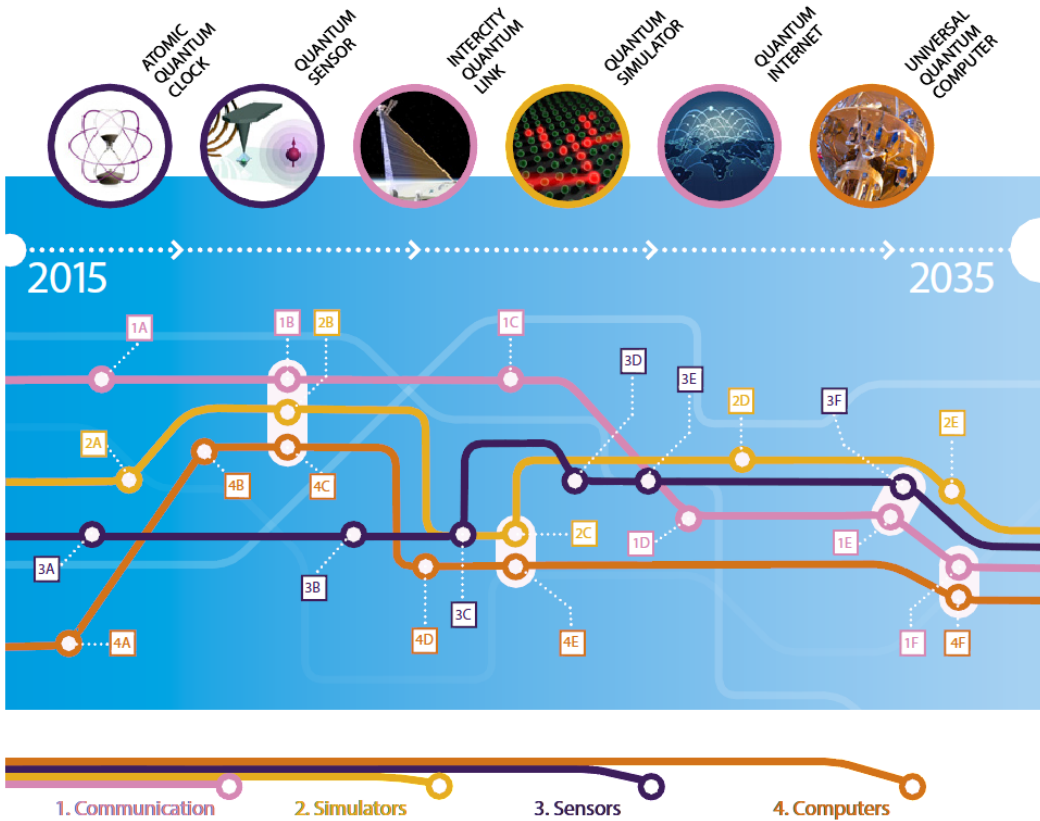 ATOMIC
QUANTUM
CLOCK
QUANTUM
SENSOR
INTERCITY
QUANTUM
LINK
QUANTUM
SIMULATOR
QUANTUM
INTERNET
UNIVERSAL
QUANTUM
COMPUTER
2015
2035
1A
1B
2B
1C
3D
3E
2D
3F
2E
2A
4B
4C
2C
1D
1E
3A
3B
3C
4A
4D
4E
1F
4F
1. Communication
2. Simulators
3. Sensors
4. Computers